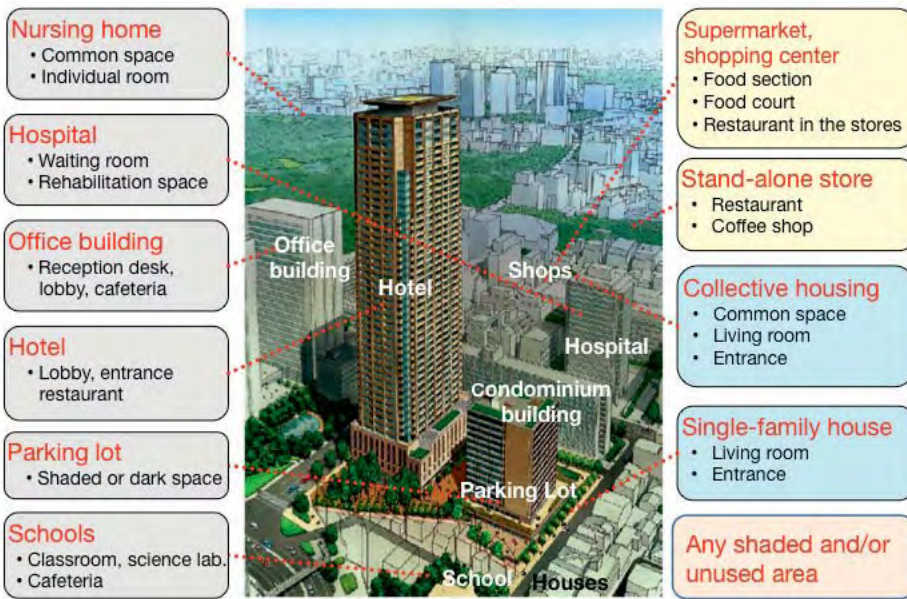 Nursing home
• Common space
• Individual room
Hospital
• Waiting room
• Rehabilitation space
Office building
• Reception desk,
lobby, cafeteria
Hotel
• Lobby, entrance
restaurant
Parking lot
• Shaded or dark space
Schools
• Classroom, science lab.
• Cafeteria
Office
building
Hotel
Shops
Hospital
Condominium
building
Parking Lot
School
Houses
Supermarket,
shopping center
• Food section
• Food court
• Restaurant in the stores
Stand-alone store
• Restaurant
• Coffee shop
Collective housing
• Common space
• Living room
• Entrance
Single-family house
• Living room
• Entrance
Any shaded and/or
unused area